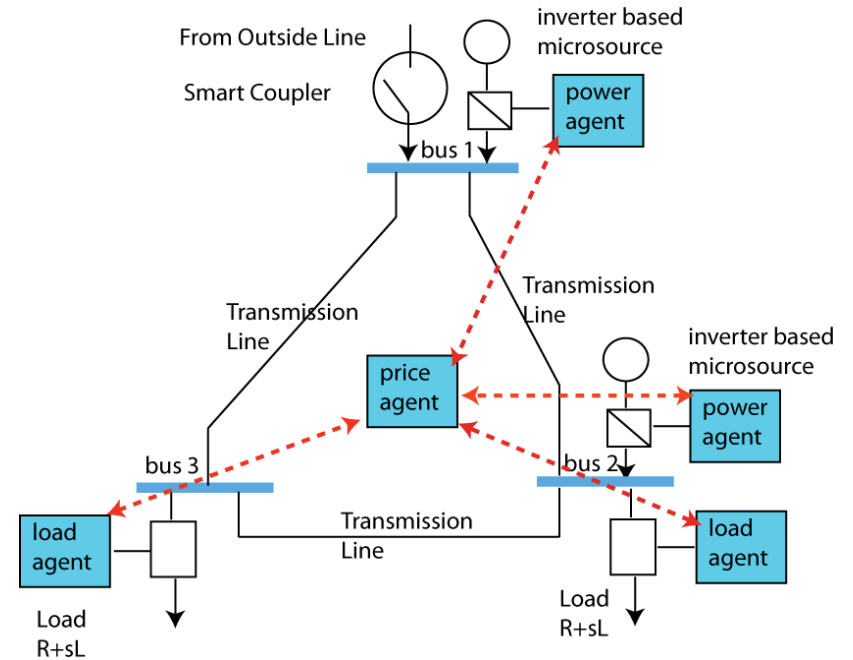 From Outside Line
Smart Coupler
inverter based
microsource
power
agent
bus 1
Transmission
Line
Transmission
Line
price
agent
inverter based
microsource
power
agent
bus 3
bus 2
load
agent
Transmission
Line
load
agent
Load
R+sL
Load
R+sL